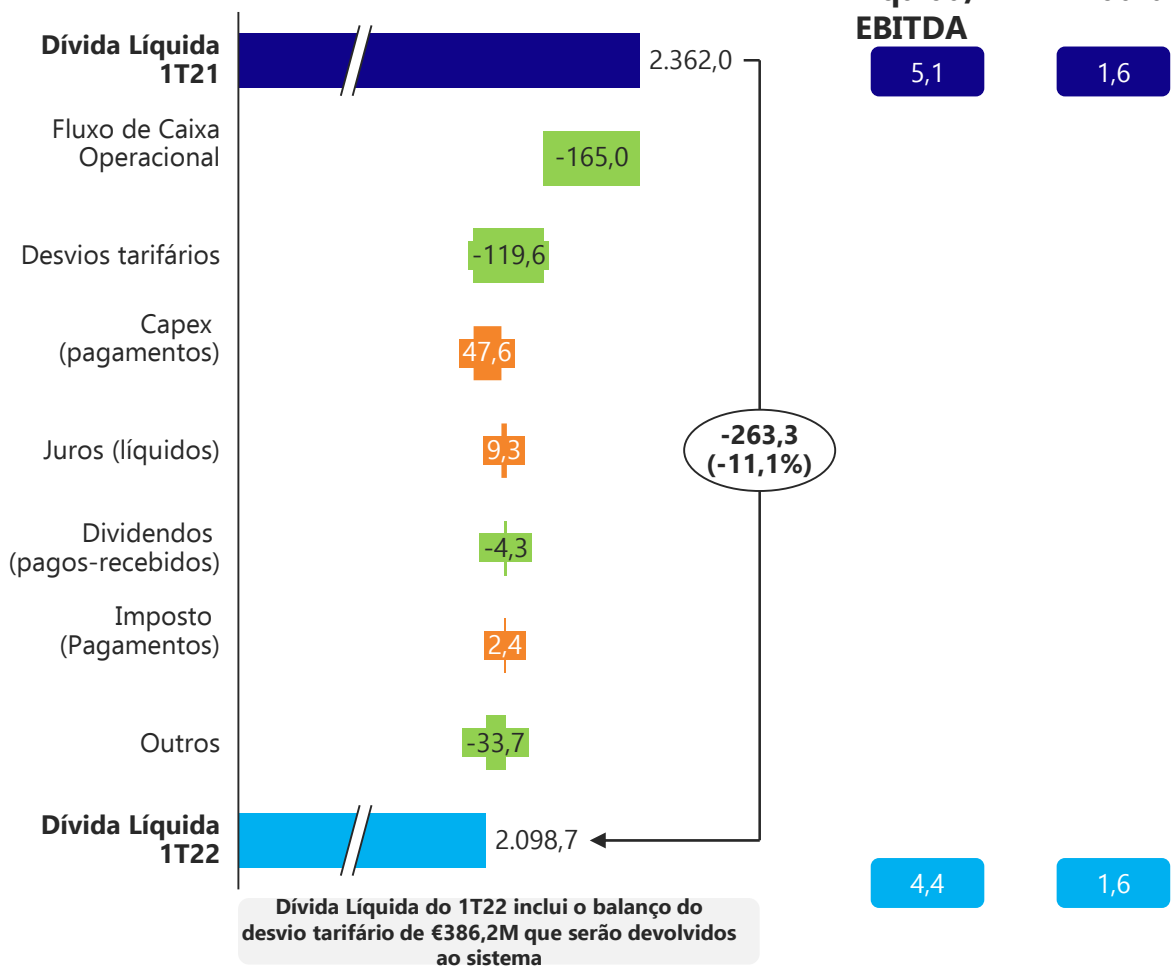 EBITDA
Dívida Líquida
1T21
2.362,0
5,1
1,6
Fluxo de Caixa
Operacional
-165,0
Desvios tarifários
-119,6
Capex
(pagamentos)
47,6
Juros (líquidos)
9,3
-263,3
(-11,1%)
Dividendos
(pagos-recebidos)
-4,3
Imposto
(Pagamentos)
2,4
Outros
-33,7
Dívida Líquida
1T22
2.098,7
4,4
1,6
Dívida Líquida do 1T22 inclui o balanço do
desvio tarifário de €386,2M que serão devolvidos
ao sistema